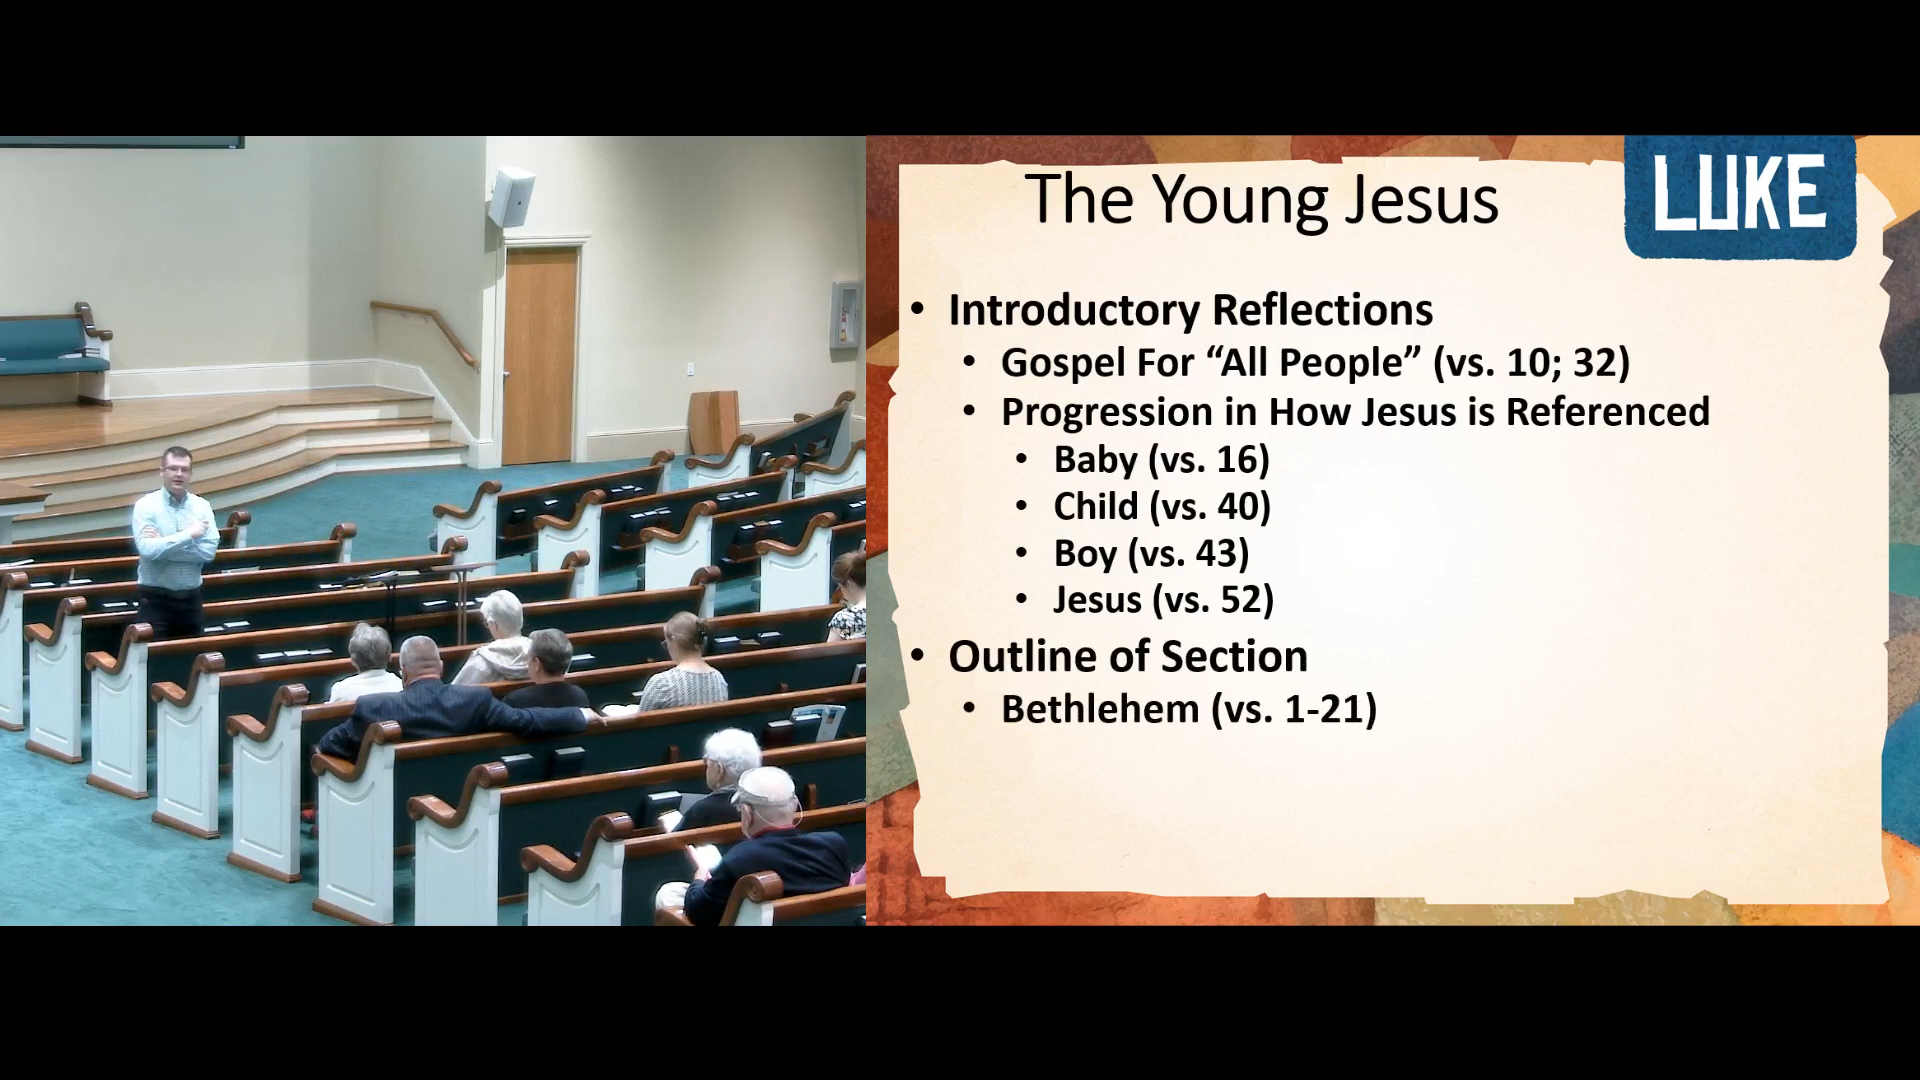 The Young Jesus
LUKE
• Introductory Reflections
• Gospel For “All People” (vs. 10; 32)
• Progression in How Jesus is Referenced
• Baby (vs. 16)
• Child (vs. 40)
• Boy (vs. 43)
• Jesus (vs. 52)
• Outline of Section
• Bethlehem (vs. 1-21)